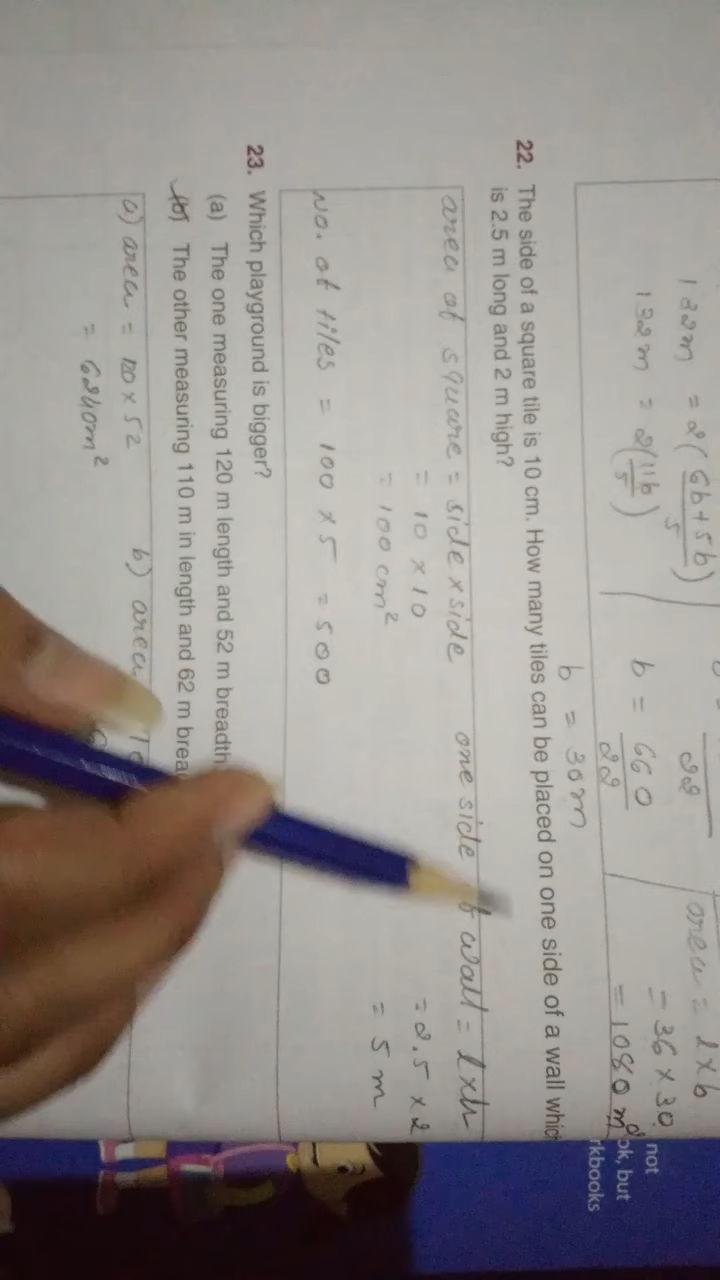 132m = 2(6b+5b/5)
132m = 2(11b/5)
22
b = 660/22
b = 30m
area = l×b
= 36×30
= 1080 m²
not
ok, but
rkbooks
22. The side of a square tile is 10 cm. How many tiles can be placed on one side of a wall whic
is 2.5 m long and 2 m high?
area of square = side×side
= 10 × 10
= 100 cm²
one side of wall = l×h
= 2.5 × 2
= 5 m
No. of tiles = 100 × 5 = 500
23. Which playground is bigger?
(a) The one measuring 120 m length and 52 m breadth
(b) The other measuring 110 m in length and 62 m brea
a) area = 120×52
= 6240m²
b) area